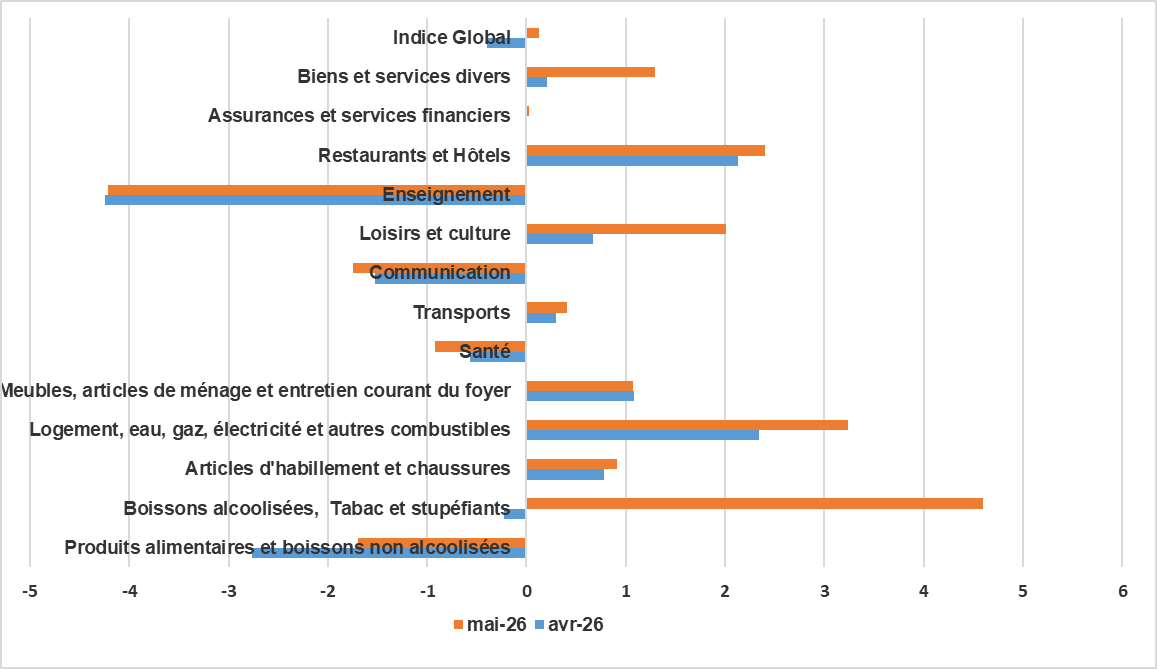 Indice Global
Biens et services divers
Assurances et services financiers
Restaurants et Hôtels
Enseignement
Loisirs et culture
Communication
Transports
Santé
Meubles, articles de ménage et entretien courant du foyer
Logement, eau, gaz, électricité et autres combustibles
Articles d'habillement et chaussures
Boissons alcoolisées,  Tabac et stupéfiants
Produits alimentaires et boissons non alcoolisées
-5 -4 -3 -2 -1 0 1 2 3 4 5 6
mai-26 avr-26